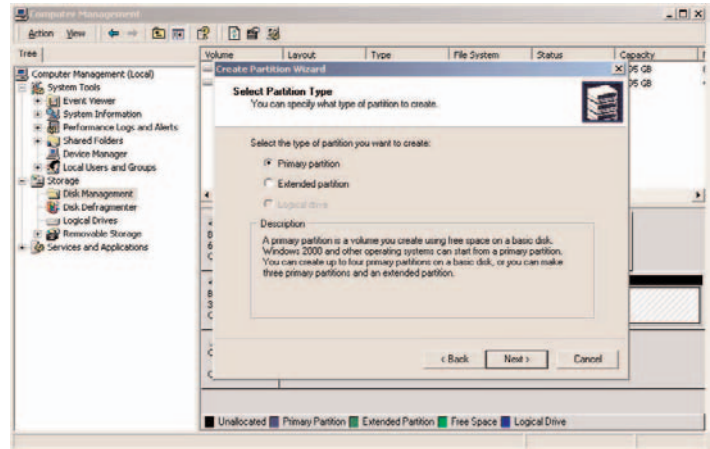 Computer Management
Action View
Tree
Volume Layout Type File System Status Capacity
Computer Management (Local)
System Tools
Event Viewer
System Information
Performance Logs and Alerts
Shared Folders
Device Manager
Local Users and Groups
Storage
Disk Management
Disk Defragmenter
Logical Drives
Removable Storage
Services and Applications
Create Partition Wizard
Select Partition Type
You can specify what type of partition to create.
Select the type of partition you want to create:
Primary partition
Extended partition
Logical drive
Description
A primary partition is a volume you create using free space on a basic disk.
Windows 2000 and other operating systems can start from a primary partition.
You can create up to four primary partitions on a basic disk, or you can make
three primary partitions and an extended partition.
< Back Next > Cancel
Unallocated Primary Partition Extended Partition Free Space Logical Drive